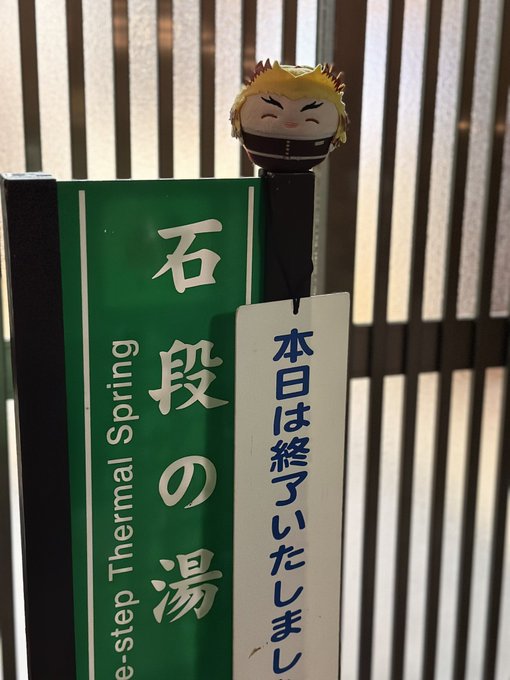 石段の湯
e-step Thermal Spring
本日は終了いたしまし